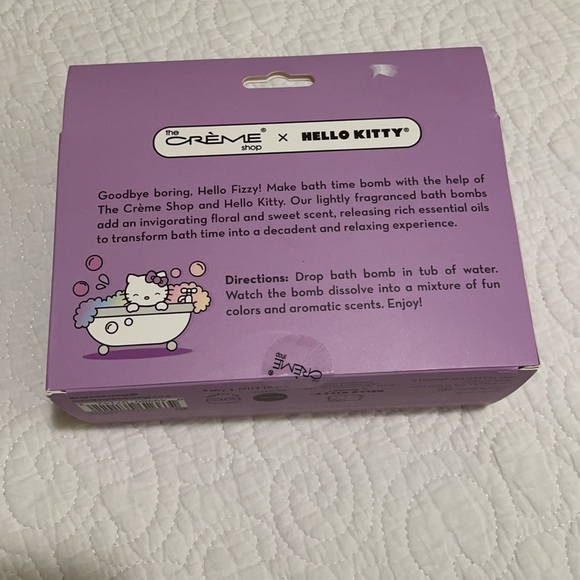 the
CRÈME®
shop
x HELLO KITTY®
Goodbye boring, Hello Fizzy! Make bath time bomb with the help of
The Crème Shop and Hello Kitty. Our lightly fragranced bath bombs
add an invigorating floral and sweet scent, releasing rich essential oils
to transform bath time into a decadent and relaxing experience.
Directions: Drop bath bomb in tub of water.
Watch the bomb dissolve into a mixture of fun
colors and aromatic scents. Enjoy!
the
CRÈME
shop